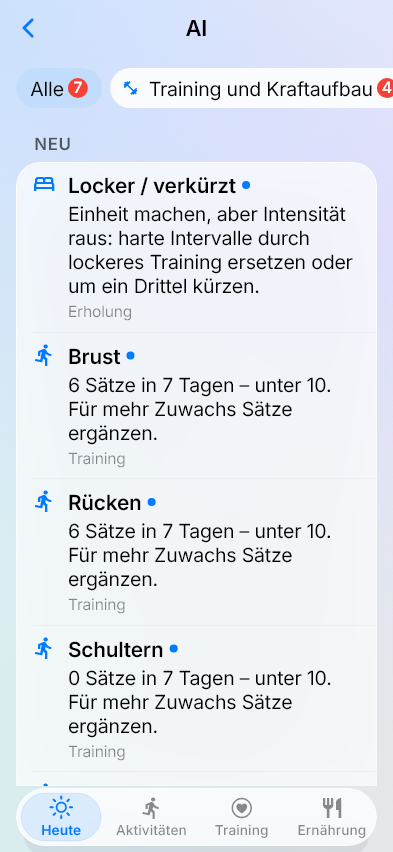 AI
Alle 7
Training und Kraftaufbau 4
NEU
Locker / verkürzt
Einheit machen, aber Intensität
raus: harte Intervalle durch
lockeres Training ersetzen oder
um ein Drittel kürzen.
Erholung
Brust
6 Sätze in 7 Tagen – unter 10.
Für mehr Zuwachs Sätze
ergänzen.
Training
Rücken
6 Sätze in 7 Tagen – unter 10.
Für mehr Zuwachs Sätze
ergänzen.
Training
Schultern
0 Sätze in 7 Tagen – unter 10.
Für mehr Zuwachs Sätze
ergänzen.
Training
Heute
Aktivitäten
Training
Ernährung